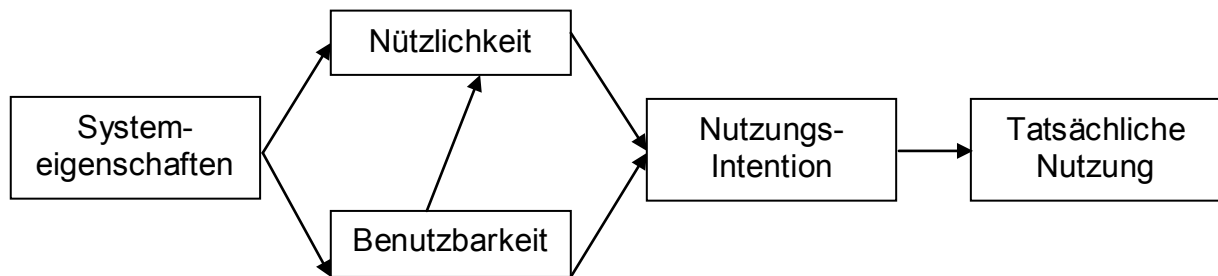 Nützlichkeit
System-
eigenschaften
Nutzungs-
Intention
Tatsächliche
Nutzung
Benutzbarkeit